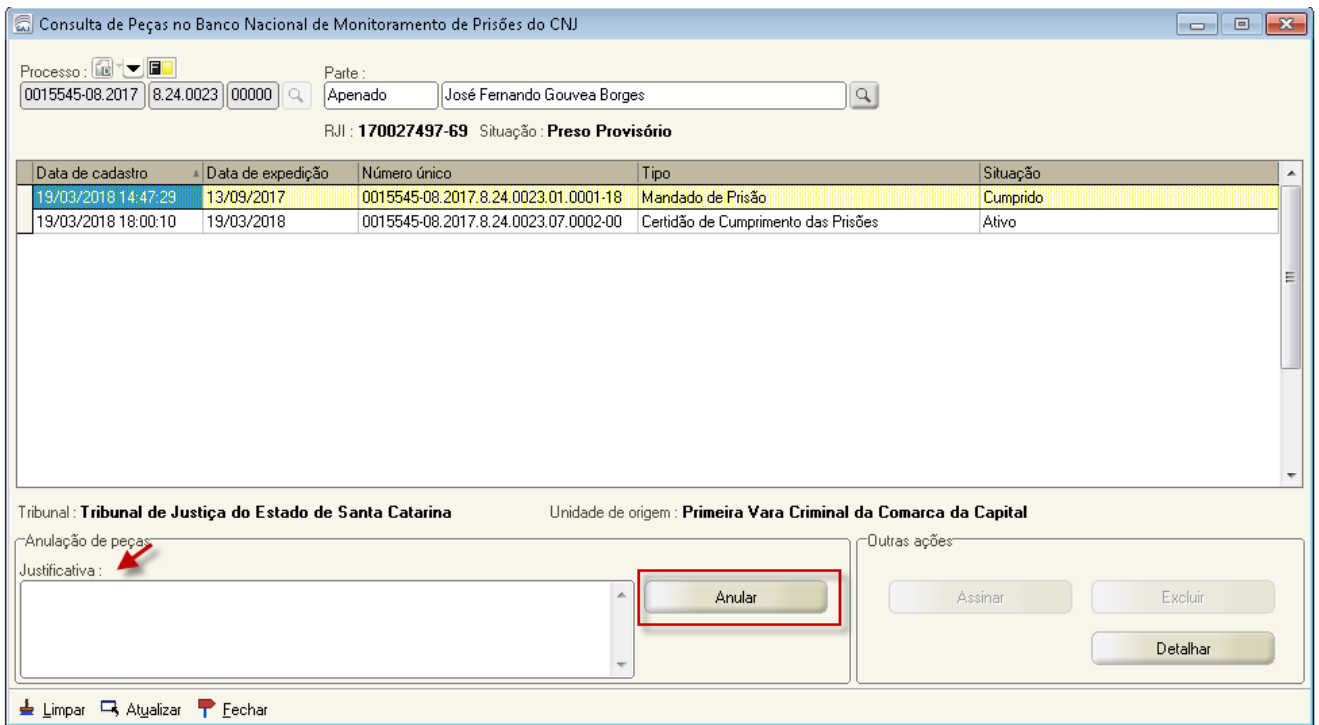 Consulta de Peças no Banco Nacional de Monitoramento de Prisões do CNJ
Processo :
Parte :
0015545-08.2017 8.24.0023 00000 Apenado José Fernando Gouvea Borges
RJI : 170027497-69 Situação : Preso Provisório
Data de cadastro Data de expedição Número único Tipo Situação
19/03/2018 14:47:29 13/09/2017 0015545-08.2017.8.24.0023.01.0001-18 Mandado de Prisão Cumprido
19/03/2018 18:00:10 19/03/2018 0015545-08.2017.8.24.0023.07.0002-00 Certidão de Cumprimento das Prisões Ativo
Tribunal : Tribunal de Justiça do Estado de Santa Catarina Unidade de origem : Primeira Vara Criminal da Comarca da Capital
Anulação de peças Outras ações
Justificativa :
Anular Assinar Excluir
Detalhar
Limpar Atualizar Fechar